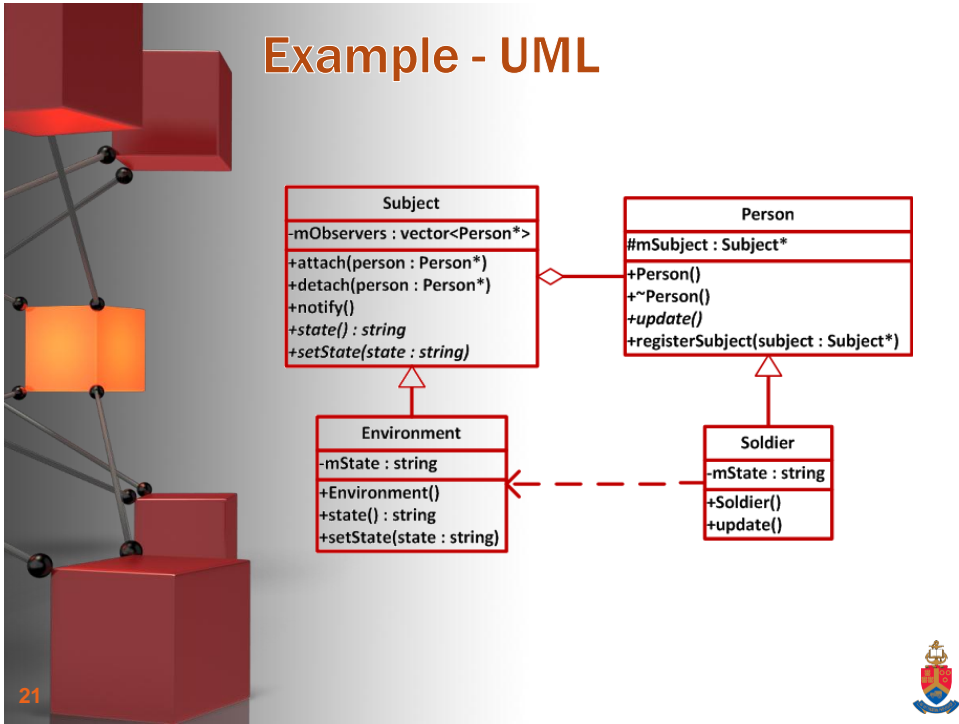 Example - UML
Subject
-mObservers : vector<Person*>
+attach(person : Person*)
+detach(person : Person*)
+notify()
+state() : string
+setState(state : string)
Person
#mSubject : Subject*
+Person()
+~Person()
+update()
+registerSubject(subject : Subject*)
Environment
-mState : string
+Environment()
+state() : string
+setState(state : string)
Soldier
-mState : string
+Soldier()
+update()
21